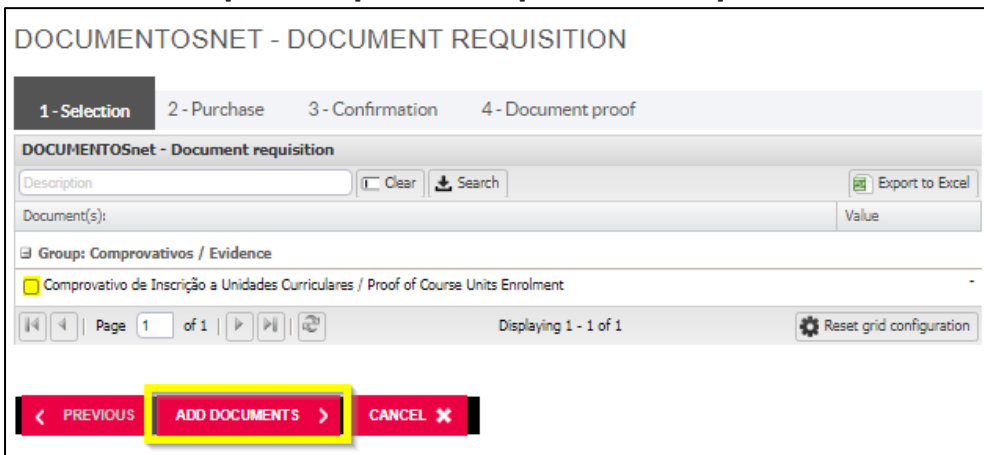 DOCUMENTOSNET - DOCUMENT REQUISITION
1 - Selection 2 - Purchase 3 - Confirmation 4 - Document proof
DOCUMENTOSnet - Document requisition
Description Clear Search Export to Excel
Document(s): Value
Group: Comprovativos / Evidence
Comprovativo de Inscrição a Unidades Curriculares / Proof of Course Units Enrolment -
Page 1 of 1 Displaying 1 - 1 of 1 Reset grid configuration
PREVIOUS ADD DOCUMENTS CANCEL